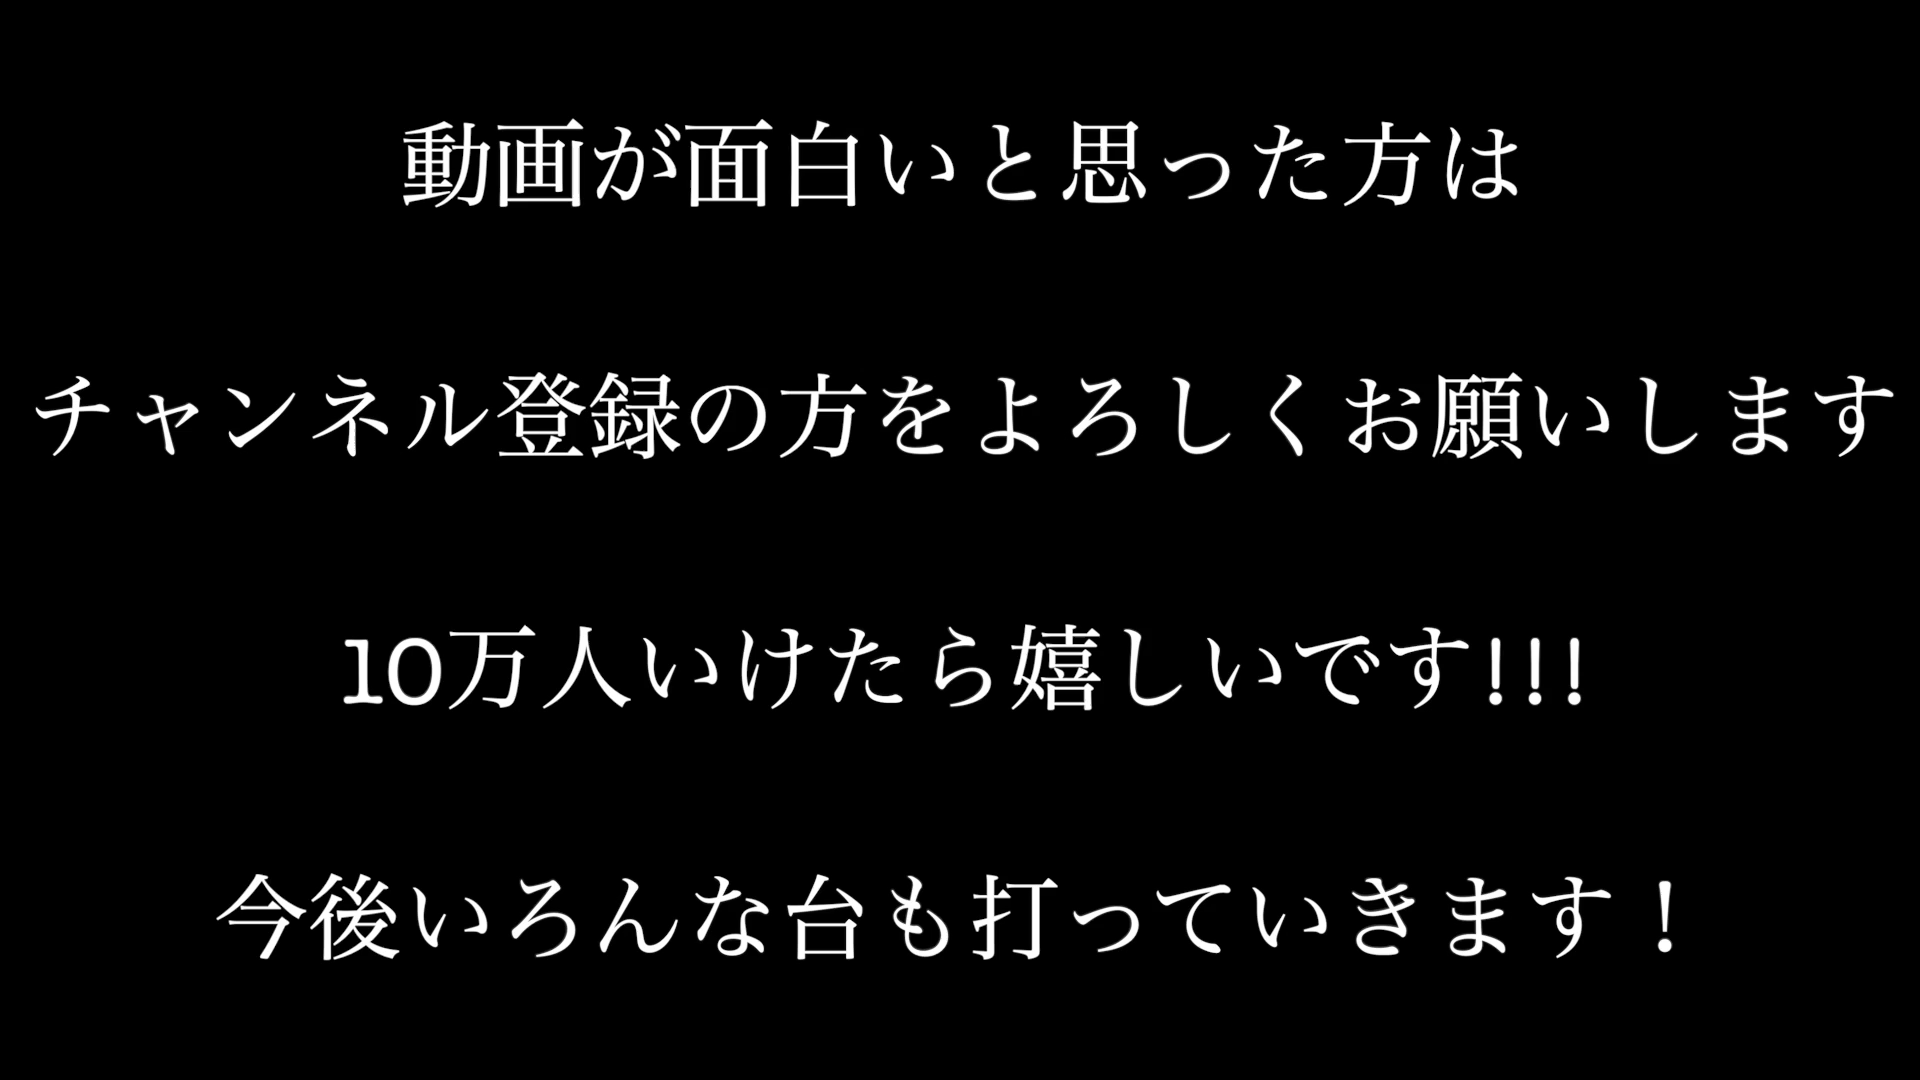 動画が面白いと思った方は
チャンネル登録の方をよろしくお願いします
10万人いけたら嬉しいです!!!
今後いろんな台も打っていきます！